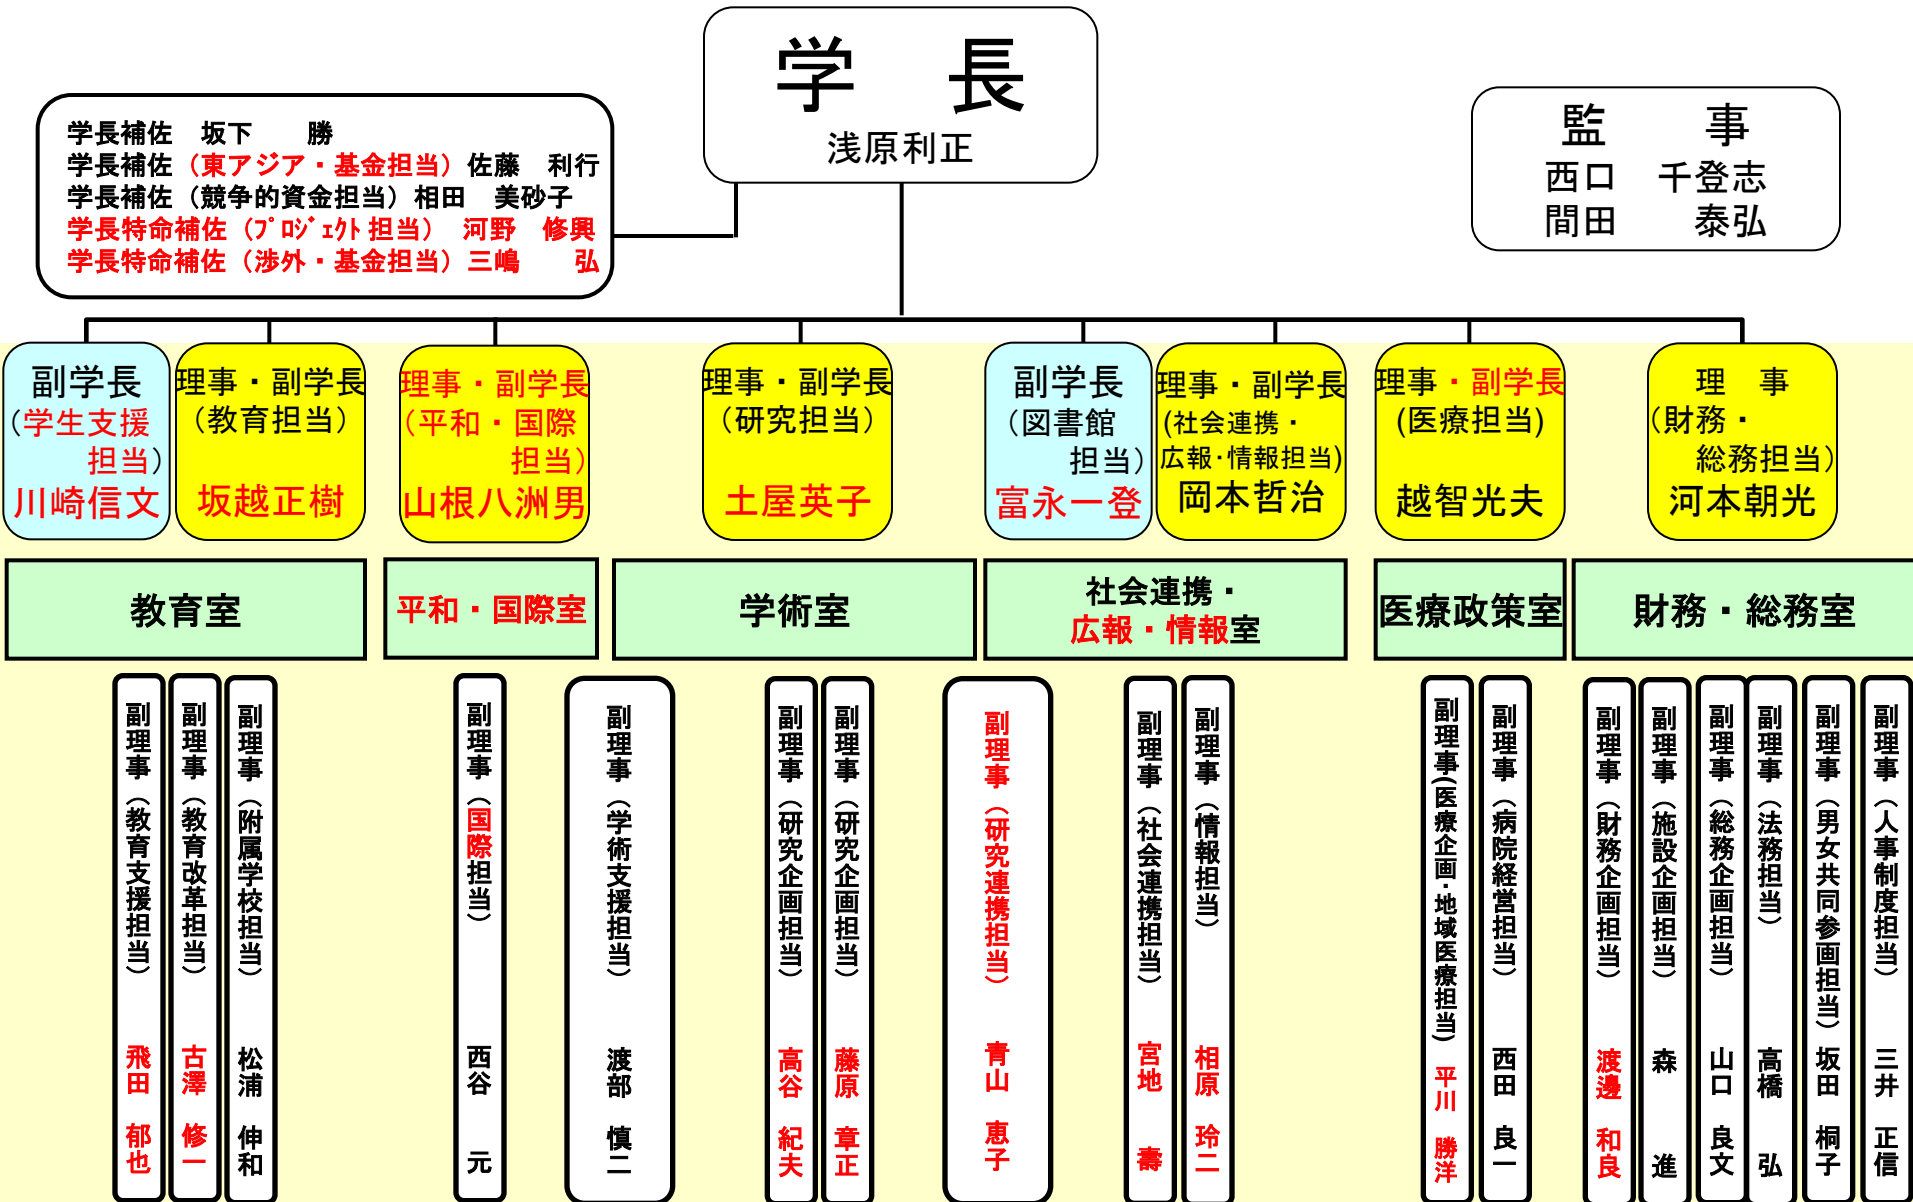 学　長
浅原利正
学長補佐　坂下　　勝
学長補佐（東アジア・基金担当）佐藤　利行
学長補佐（競争的資金担当）相田　美砂子
学長特命補佐（ﾌﾟﾛｼﾞｪｸﾄ担当）　河野　修興
学長特命補佐（渉外・基金担当）三嶋　　弘
監　　事
西口　千登志
間田　　泰弘
副学長
（学生支援
担当）
川崎信文
理事・副学長
（教育担当）
坂越正樹
理事・副学長
（平和・国際
担当）
山根八洲男
理事・副学長
（研究担当）
土屋英子
副学長
（図書館
担当）
富永一登
理事・副学長
(社会連携・
広報・情報担当)
岡本哲治
理事・副学長
(医療担当)
越智光夫
理　事
（財務・
総務担当）
河本朝光
教育室
平和・国際室
学術室
社会連携・
広報・情報室
医療政策室
財務・総務室
副理事（教育支援担当）　飛田　郁也
副理事（教育改革担当）　古澤　修一
副理事（附属学校担当）　松浦　伸和
副理事（国際担当）　西谷　　元
副理事（学術支援担当）　渡部　慎二
副理事（研究企画担当）　高谷　紀夫
副理事（研究企画担当）　藤原　章正
副理事（研究連携担当）　青山　恵子
副理事（社会連携担当）　宮地　　壽
副理事（情報担当）　相原　玲二
副理事(医療企画・地域医療担当)　平川　勝洋
副理事（病院経営担当）　西田　良一
副理事（財務企画担当）　渡邊　和良
副理事（施設企画担当）　森　　進
副理事（総務企画担当）　山口　良文
副理事（法務担当）　高橋　　弘
副理事（男女共同参画担当）　坂田　桐子
副理事（人事制度担当）　三井　正信